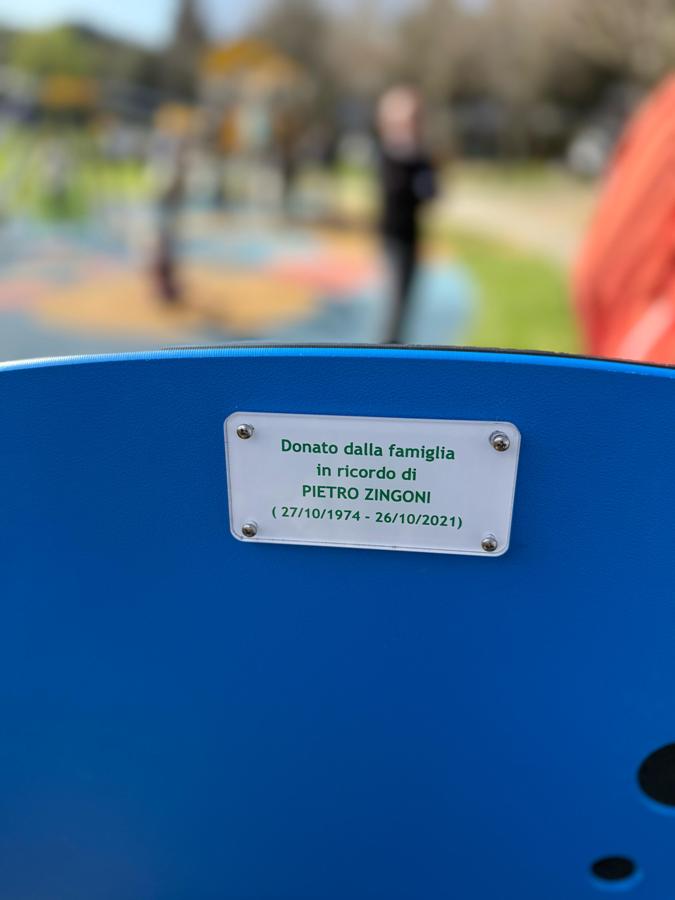 Donato dalla famiglia
in ricordo di
PIETRO ZINGONI
( 27/10/1974 - 26/10/2021)